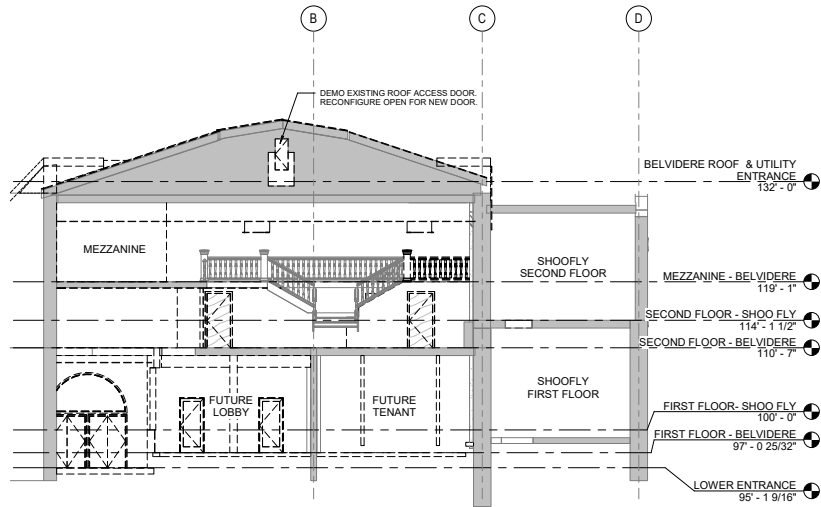 B
C
D
DEMO EXISTING ROOF ACCESS DOOR.
RECONFIGURE OPEN FOR NEW DOOR.
BELVIDERE ROOF & UTILITY
ENTRANCE
132' - 0"
MEZZANINE
SHOOFLY
SECOND FLOOR
MEZZANINE - BELVIDERE
119' - 1"
SECOND FLOOR - SHOO FLY
114' - 1 1/2"
SECOND FLOOR - BELVIDERE
110' - 7"
FUTURE
LOBBY
FUTURE
TENANT
SHOOFLY
FIRST FLOOR
FIRST FLOOR- SHOO FLY
100' - 0"
FIRST FLOOR - BELVIDERE
97' - 0 25/32"
LOWER ENTRANCE
95' - 1 9/16"